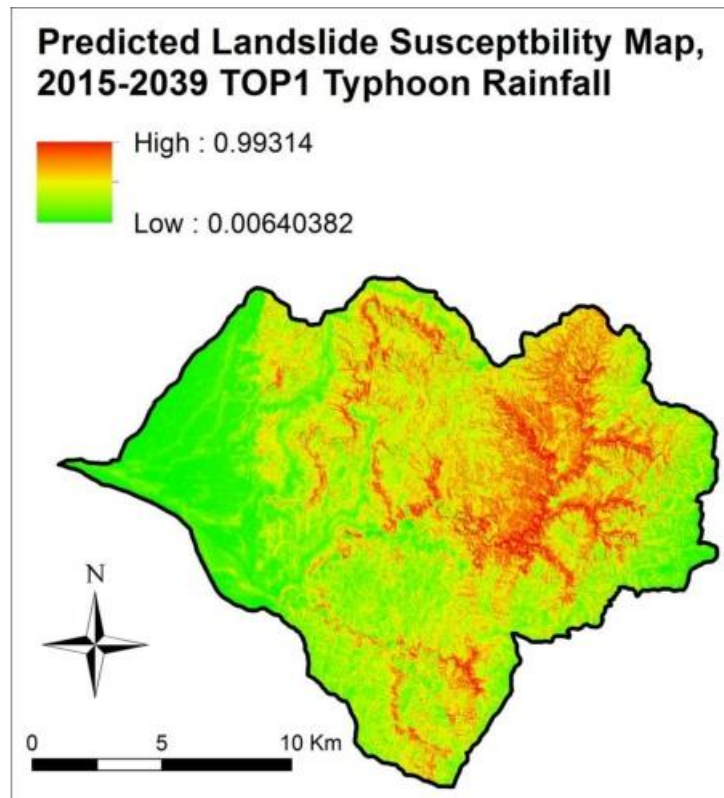 Predicted Landslide Susceptbility Map,
2015-2039 TOP1 Typhoon Rainfall
High : 0.99314
Low : 0.00640382
N
0 5 10 Km